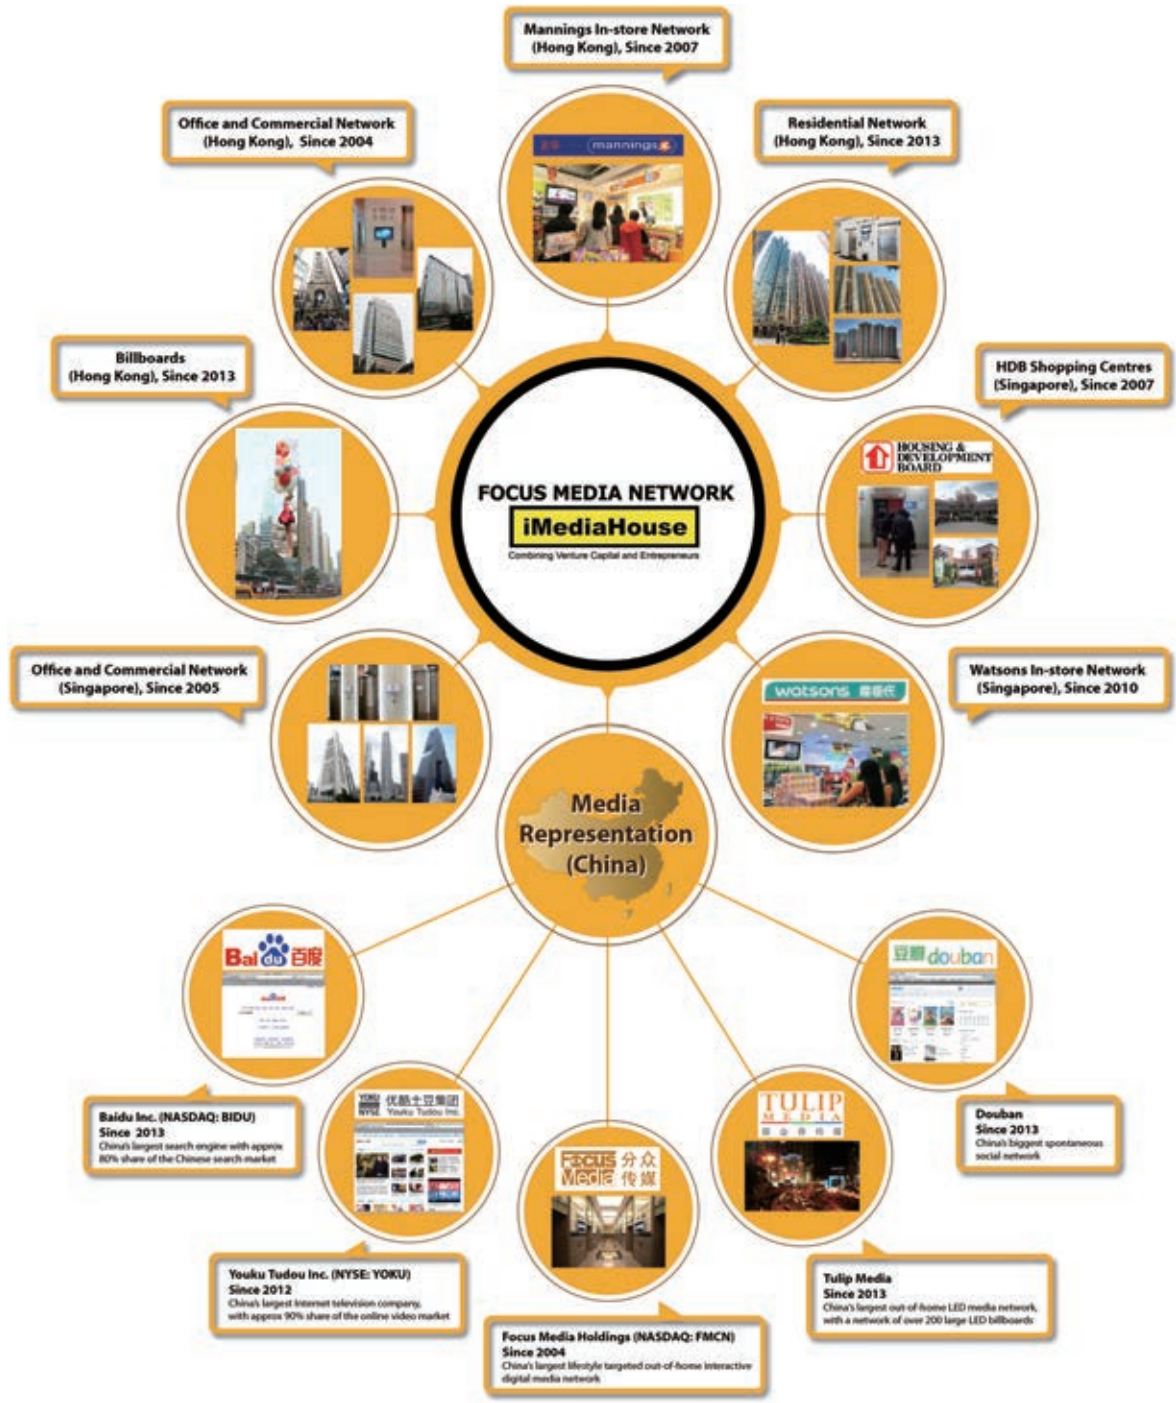 Mannings In-store Network
(Hong Kong), Since 2007
Office and Commercial Network
(Hong Kong), Since 2004
Residential Network
(Hong Kong), Since 2013
mannings
Billboards
(Hong Kong), Since 2013
HDB Shopping Centres
(Singapore), Since 2007
HOUSING &
DEVELOPMENT
BOARD
FOCUS MEDIA NETWORK
iMediaHouse
Combining Venture Capital and Entrepreneurs
Office and Commercial Network
(Singapore), Since 2005
Watsons In-store Network
(Singapore), Since 2010
watsons 屈臣氏
Media
Representation
(China)
Bai du 百度
豆瓣 douban
Baidu Inc. (NASDAQ: BIDU)
Since 2013
China's largest search engine with approx
80% share of the Chinese search market
YOKU
NYSE
优酷土豆集团
Youku Tudou Inc.
TULIP
MEDIA
Douban
Since 2013
China's biggest spontaneous
social network
Focus 分众
Media 传媒
Youku Tudou Inc. (NYSE: YOKU)
Since 2012
China's largest Internet television company,
with approx 90% share of the online video market
Tulip Media
Since 2013
China's largest out-of-home LED media network,
with a network of over 200 large LED billboards
Focus Media Holdings (NASDAQ: FMCN)
Since 2004
China's largest lifestyle targeted out-of-home interactive
digital media network